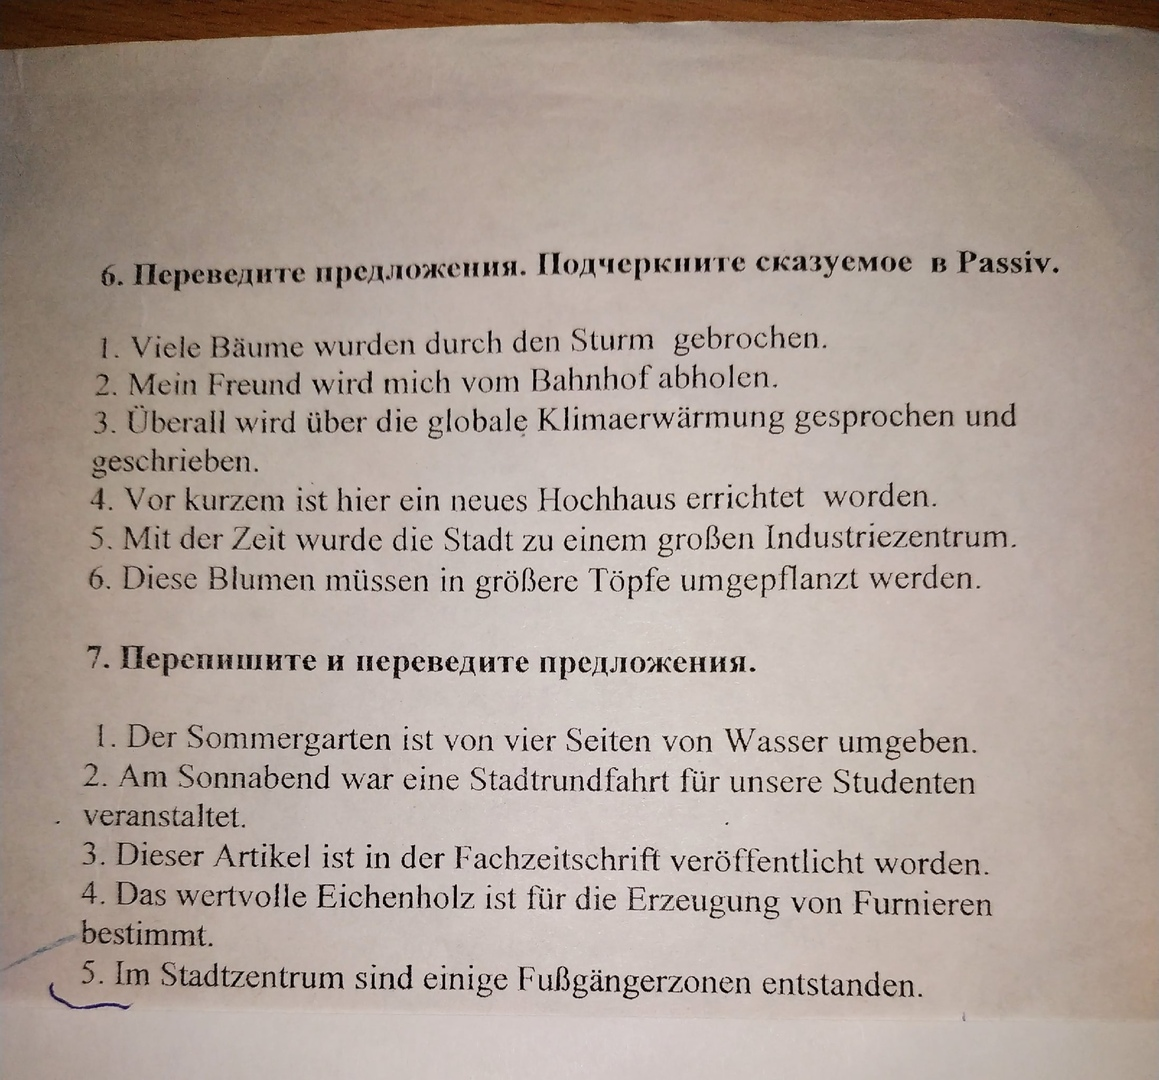 6. Переведите предложения. Подчеркните сказуемое в Passiv.
1. Viele Bäume wurden durch den Sturm gebrochen.
2. Mein Freund wird mich vom Bahnhof abholen.
3. Überall wird über die globale Klimaerwärmung gesprochen und
geschrieben.
4. Vor kurzem ist hier ein neues Hochhaus errichtet worden.
5. Mit der Zeit wurde die Stadt zu einem großen Industriezentrum.
6. Diese Blumen müssen in größere Töpfe umgepflanzt werden.
7. Перепишите и переведите предложения.
1. Der Sommergarten ist von vier Seiten von Wasser umgeben.
2. Am Sonnabend war eine Stadtrundfahrt für unsere Studenten
veranstaltet.
3. Dieser Artikel ist in der Fachzeitschrift veröffentlicht worden.
4. Das wertvolle Eichenholz ist für die Erzeugung von Furnieren
bestimmt.
5. Im Stadtzentrum sind einige Fußgängerzonen entstanden.